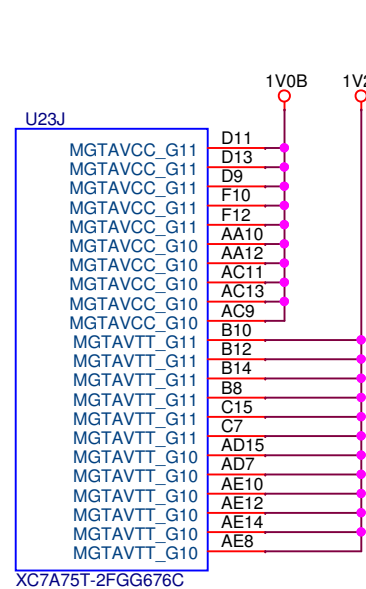 1V0B 1V2
U23J
MGTAVCC_G11 D11
MGTAVCC_G11 D13
MGTAVCC_G11 D9
MGTAVCC_G11 F10
MGTAVCC_G11 F12
MGTAVCC_G10 AA10
MGTAVCC_G10 AA12
MGTAVCC_G10 AC11
MGTAVCC_G10 AC13
MGTAVCC_G10 AC9
MGTAVTT_G11 B10
MGTAVTT_G11 B12
MGTAVTT_G11 B14
MGTAVTT_G11 B8
MGTAVTT_G11 C15
MGTAVTT_G11 C7
MGTAVTT_G10 AD15
MGTAVTT_G10 AD7
MGTAVTT_G10 AE10
MGTAVTT_G10 AE12
MGTAVTT_G10 AE14
MGTAVTT_G10 AE8
XC7A75T-2FGG676C